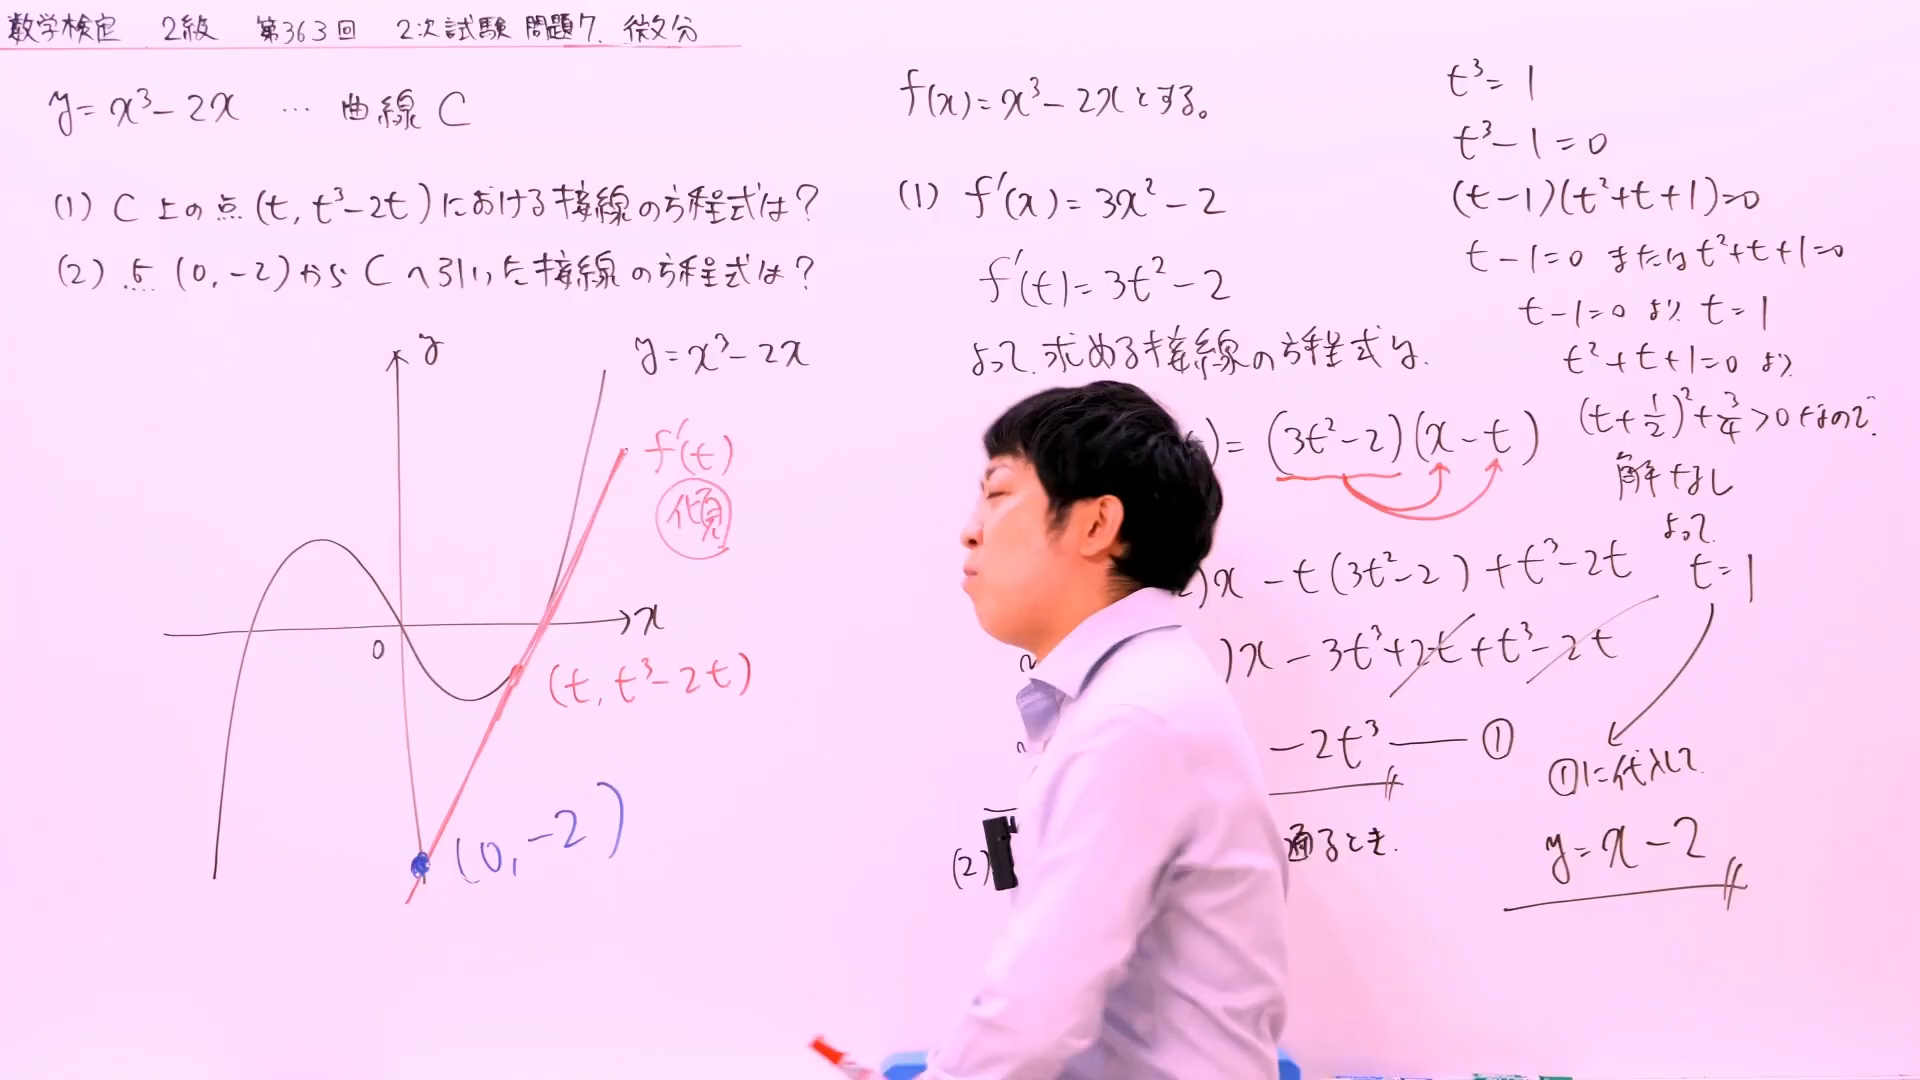 数学検定 2級 第363回 2次試験 問題7. 微分
y=x³-2x … 曲線 C
(1) C 上の点(t, t³-2t)における接線の方程式は?
(2) 点(0, -2)からCへ引いた接線の方程式は?
y
y=x³-2x
f'(t)
傾
x
0
(t, t³-2t)
(0, -2)
f(x)=x³-2xとする。
(1) f'(x)=3x²-2
f'(t)=3t²-2
よって、求める接線の方程式は、
)=(3t²-2)(x-t)
)x-t(3t²-2)+t³-2t
)x-3t³+2t+t³-2t
-2t³ ― ①
(2)
通るとき.
t³=1
t³-1=0
(t-1)(t²+t+1)=0
t-1=0 または t²+t+1=0
t-1=0 より t=1
t²+t+1=0 より
(t+1/2)²+3/4>0なので、
解なし
よって、
t=1
①に代入して、
y=x-2